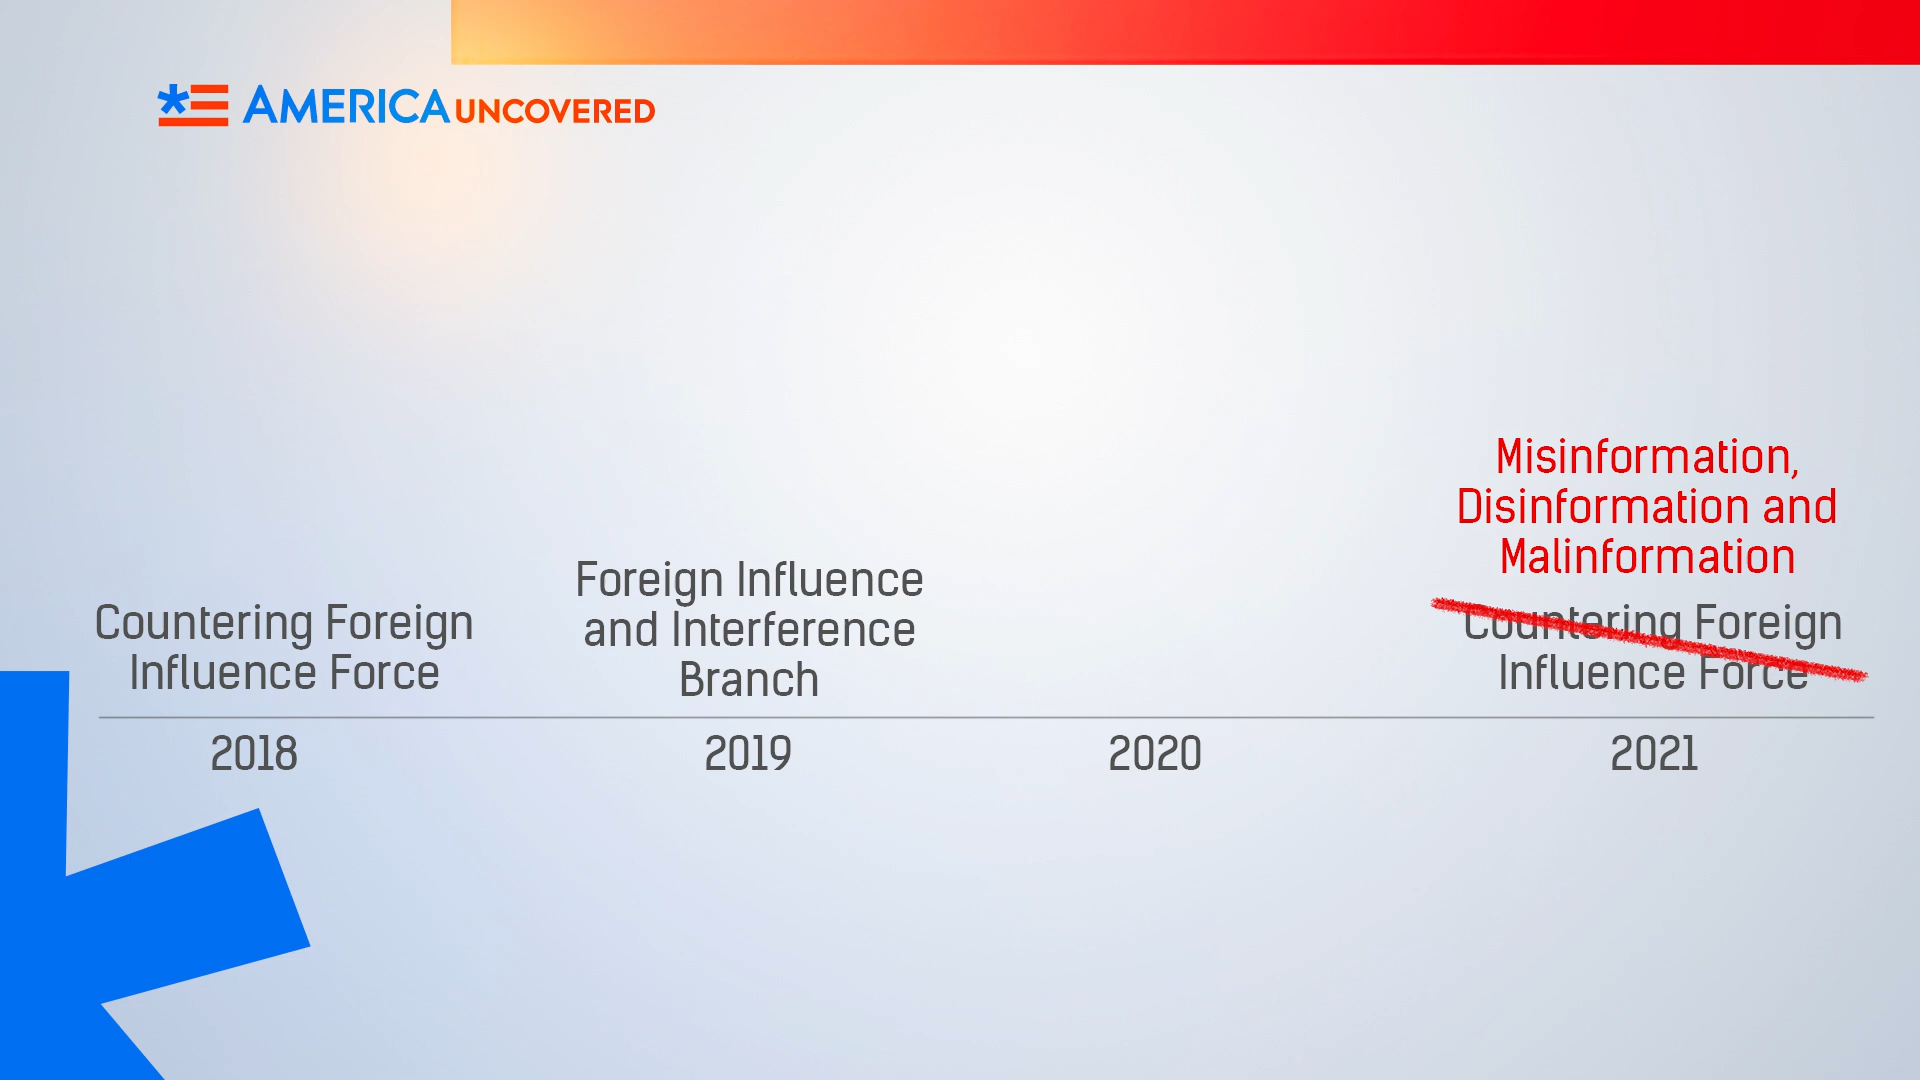 AMERICA UNCOVERED
Misinformation,
Disinformation and
Malinformation
Countering Foreign
Influence Force
Foreign Influence
and Interference
Branch
Countering Foreign
Influence Force
2018
2019
2020
2021